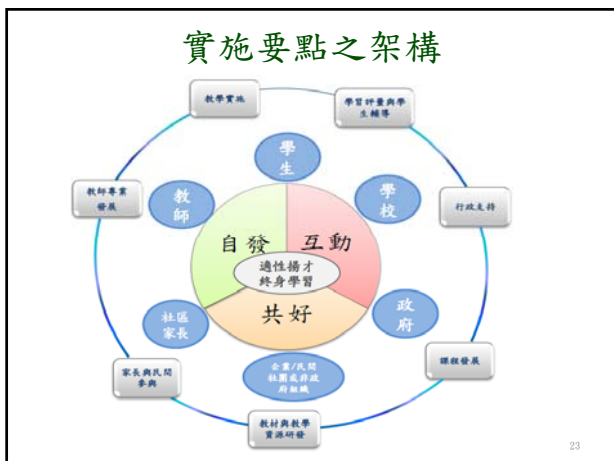 實施要點之架構
教學實施
學習評量與學
生輔導
學
生
教師專業
發展
教
師
學
校
行政支持
自發
互動
適性揚才
終身學習
共好
社區
家長
政
府
家長與民間
參與
企業/民間
社團或非政
府組織
課程發展
教材與教學
資源研發
23